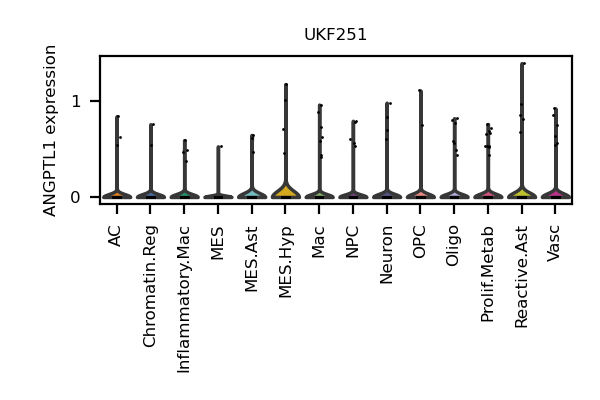 UKF251
ANGPTL1 expression
1
0
AC
Chromatin.Reg
Inflammatory.Mac
MES
MES.Ast
MES.Hyp
Mac
NPC
Neuron
OPC
Oligo
Prolif.Metab
Reactive.Ast
Vasc